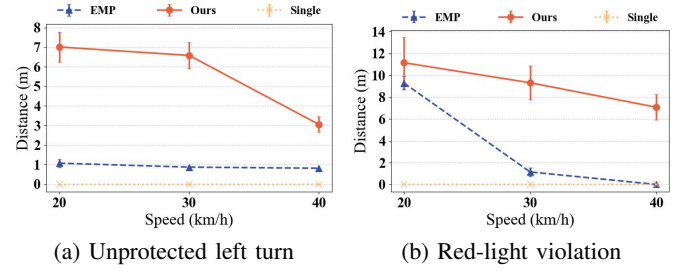 EMP Ours Single
8
7
6
5
4
3
2
1
0
Distance (m)
20 30 40
Speed (km/h)
(a) Unprotected left turn
EMP Ours Single
14
12
10
8
6
4
2
0
Distance (m)
20 30 40
Speed (km/h)
(b) Red-light violation